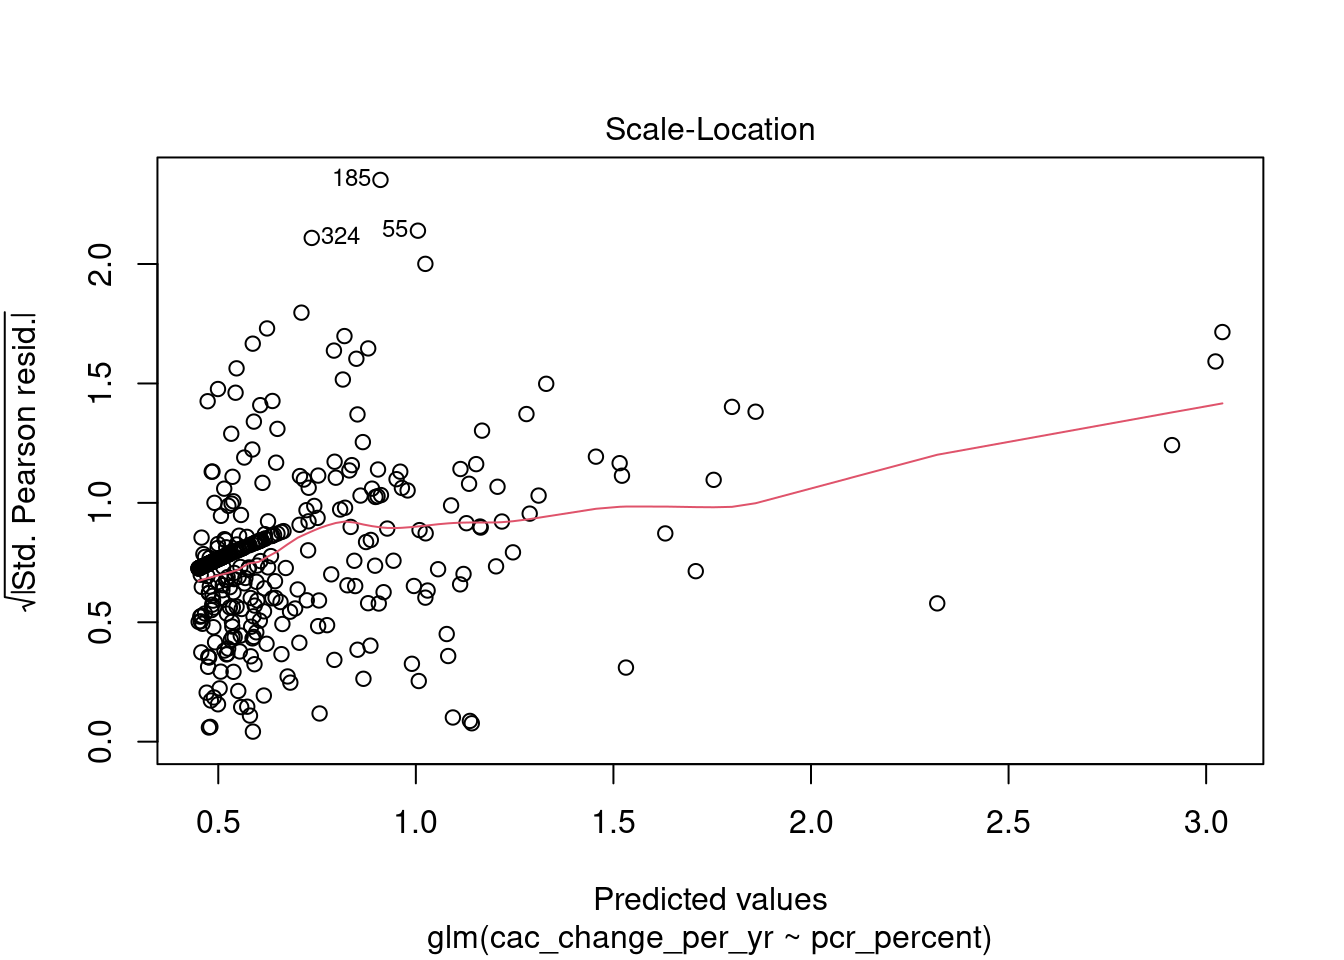 Scale-Location
185
324
55
√|Std. Pearson resid.|
2.0
1.5
1.0
0.5
0.0
0.5 1.0 1.5 2.0 2.5 3.0
Predicted values
glm(cac_change_per_yr ~ pcr_percent)